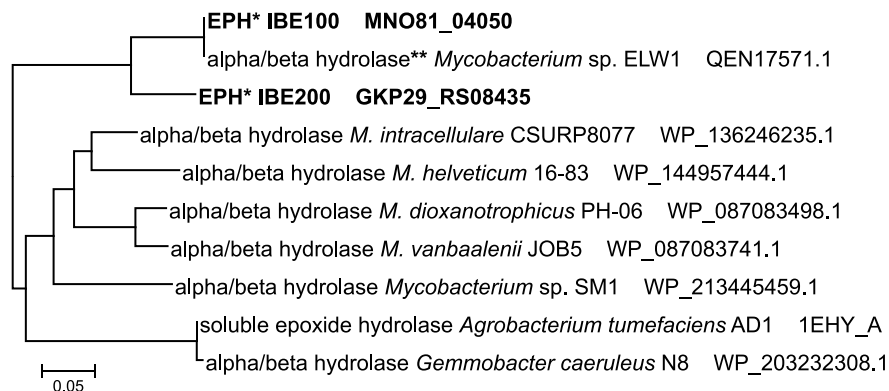 EPH* IBE100 MNO81_04050
alpha/beta hydrolase** Mycobacterium sp. ELW1 QEN17571.1
EPH* IBE200 GKP29_RS08435
alpha/beta hydrolase M. intracellulare CSURP8077 WP_136246235.1
alpha/beta hydrolase M. helveticum 16-83 WP_144957444.1
alpha/beta hydrolase M. dioxanotrophicus PH-06 WP_087083498.1
alpha/beta hydrolase M. vanbaalenii JOB5 WP_087083741.1
alpha/beta hydrolase Mycobacterium sp. SM1 WP_213445459.1
soluble epoxide hydrolase Agrobacterium tumefaciens AD1 1EHY_A
alpha/beta hydrolase Gemmobacter caeruleus N8 WP_203232308.1
0.05